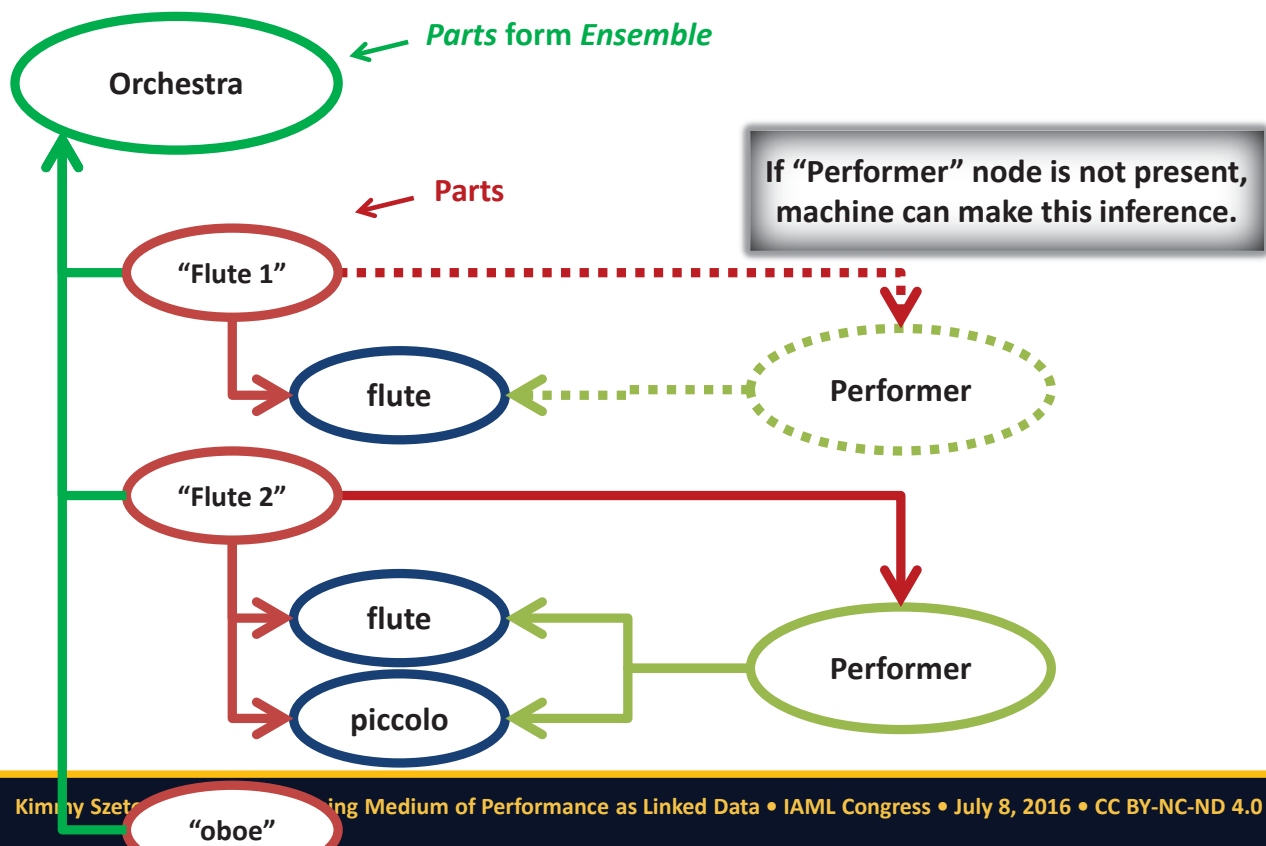 Parts form Ensemble
Orchestra
If “Performer” node is not present,
machine can make this inference.
Parts
“Flute 1”
flute
Performer
“Flute 2”
flute
Performer
piccolo
Kimmy Medium of Performance as Linked Data • IAML Congress • July 8, 2016 • CC BY-NC-ND 4.0
“oboe”